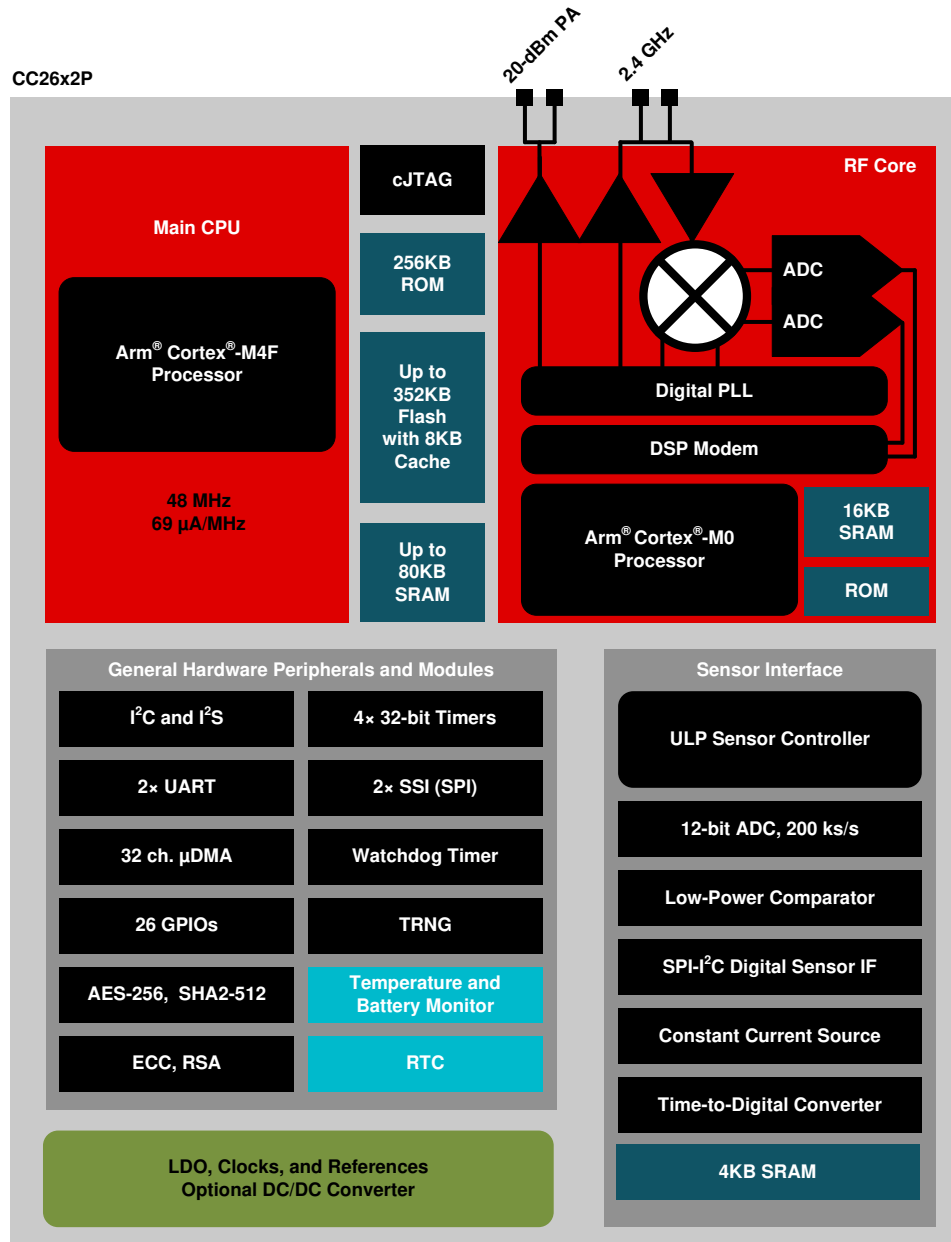 20-dBm PA
2.4 GHz
CC26x2P
Main CPU
Arm® Cortex®-M4F
Processor
48 MHz
69 µA/MHz
cJTAG
256KB
ROM
Up to
352KB
Flash
with 8KB
Cache
Up to
80KB
SRAM
RF Core
ADC
ADC
Digital PLL
DSP Modem
Arm® Cortex®-M0
Processor
16KB
SRAM
ROM
General Hardware Peripherals and Modules
I²C and I²S
4× 32-bit Timers
2× UART
2× SSI (SPI)
32 ch. µDMA
Watchdog Timer
26 GPIOs
TRNG
AES-256, SHA2-512
Temperature and
Battery Monitor
ECC, RSA
RTC
LDO, Clocks, and References
Optional DC/DC Converter
Sensor Interface
ULP Sensor Controller
12-bit ADC, 200 ks/s
Low-Power Comparator
SPI-I²C Digital Sensor IF
Constant Current Source
Time-to-Digital Converter
4KB SRAM